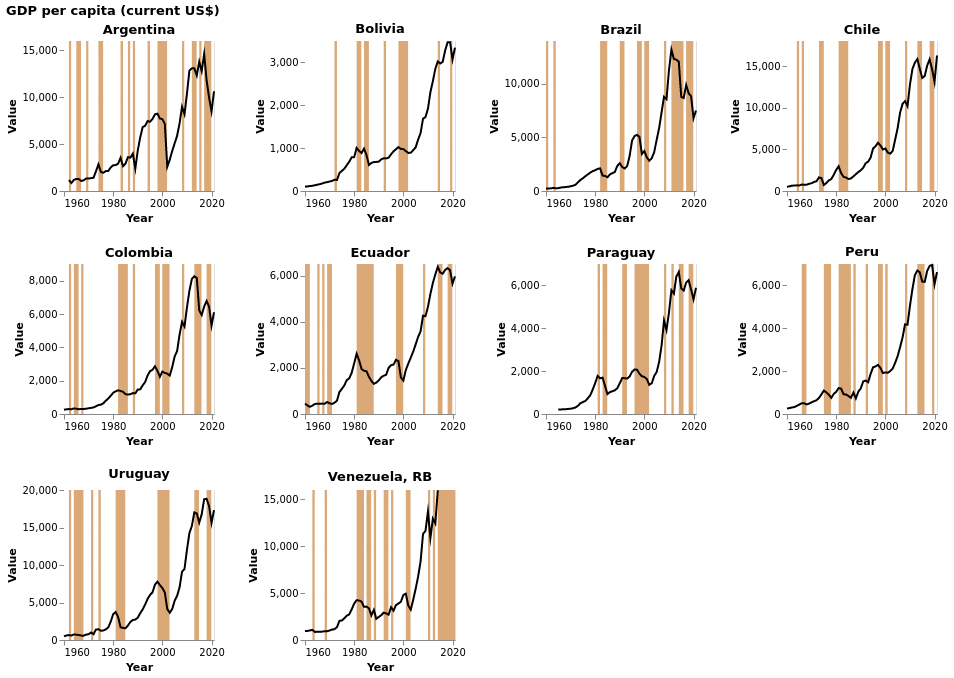 GDP per capita (current US$)
Argentina
Value
15,000
10,000
5,000
0
1960 1980 2000 2020
Year
Bolivia
Value
3,000
2,000
1,000
0
1960 1980 2000 2020
Year
Brazil
Value
10,000
5,000
0
1960 1980 2000 2020
Year
Chile
Value
15,000
10,000
5,000
0
1960 1980 2000 2020
Year
Colombia
Value
8,000
6,000
4,000
2,000
0
1960 1980 2000 2020
Year
Ecuador
Value
6,000
4,000
2,000
0
1960 1980 2000 2020
Year
Paraguay
Value
6,000
4,000
2,000
0
1960 1980 2000 2020
Year
Peru
Value
6,000
4,000
2,000
0
1960 1980 2000 2020
Year
Uruguay
Value
20,000
15,000
10,000
5,000
0
1960 1980 2000 2020
Year
Venezuela, RB
Value
15,000
10,000
5,000
0
1960 1980 2000 2020
Year